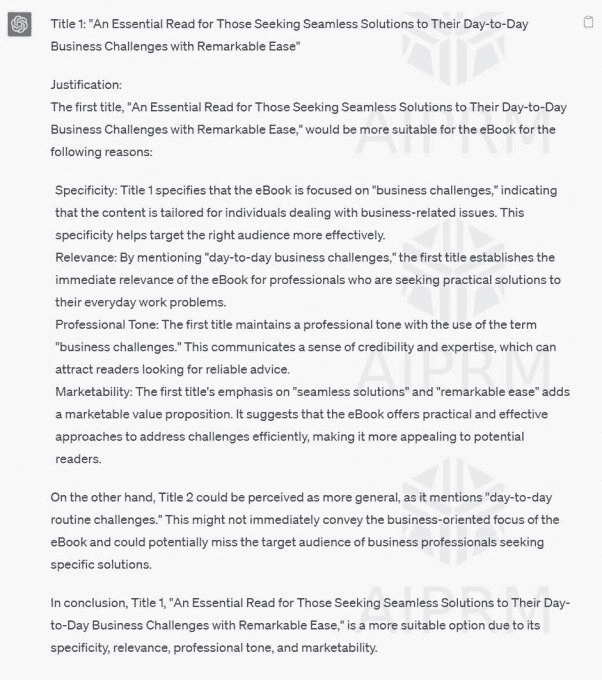 Title 1: "An Essential Read for Those Seeking Seamless Solutions to Their Day-to-Day
Business Challenges with Remarkable Ease"
Justification:
The first title, "An Essential Read for Those Seeking Seamless Solutions to Their Day-to-Day
Business Challenges with Remarkable Ease," would be more suitable for the eBook for the
following reasons:
Specificity: Title 1 specifies that the eBook is focused on "business challenges," indicating
that the content is tailored for individuals dealing with business-related issues. This
specificity helps target the right audience more effectively.
Relevance: By mentioning "day-to-day business challenges," the first title establishes the
immediate relevance of the eBook for professionals who are seeking practical solutions to
their everyday work problems.
Professional Tone: The first title maintains a professional tone with the use of the term
"business challenges." This communicates a sense of credibility and expertise, which can
attract readers looking for reliable advice.
Marketability: The first title's emphasis on "seamless solutions" and "remarkable ease" adds
a marketable value proposition. It suggests that the eBook offers practical and effective
approaches to address challenges efficiently, making it more appealing to potential
readers.
On the other hand, Title 2 could be perceived as more general, as it mentions "day-to-day
routine challenges." This might not immediately convey the business-oriented focus of the
eBook and could potentially miss the target audience of business professionals seeking
specific solutions.
In conclusion, Title 1, "An Essential Read for Those Seeking Seamless Solutions to Their Day-
to-Day Business Challenges with Remarkable Ease," is a more suitable option due to its
specificity, relevance, professional tone, and marketability.
AIPRM
AIPRM
AIPRM